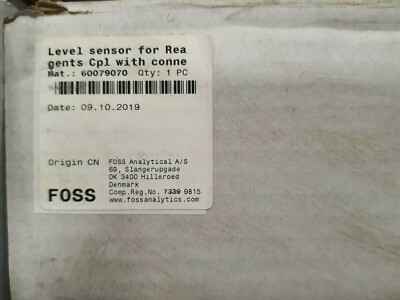 Level sensor for Rea
gents Cpl with conne
Mat.: 60079070 Qty: 1 PC
Date: 09.10.2019
Origin CN
FOSS Analytical A/S
69, Slangerupgade
DK 3400 Hilleroed
Denmark
Comp.Reg.No. 7339 9815
www.fossanalytics.com
FOSS